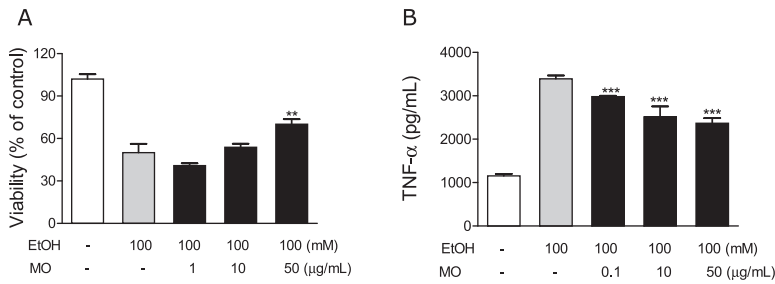 A
Viability (% of control)
120
90
60
30
0
**
EtOH - 100 100 100 100 (mM)
MO - - 1 10 50 (μg/mL)
B
TNF-α (pg/mL)
4000
3000
2000
1000
0
***
***
***
EtOH - 100 100 100 100 (mM)
MO - - 0.1 10 50 (μg/mL)